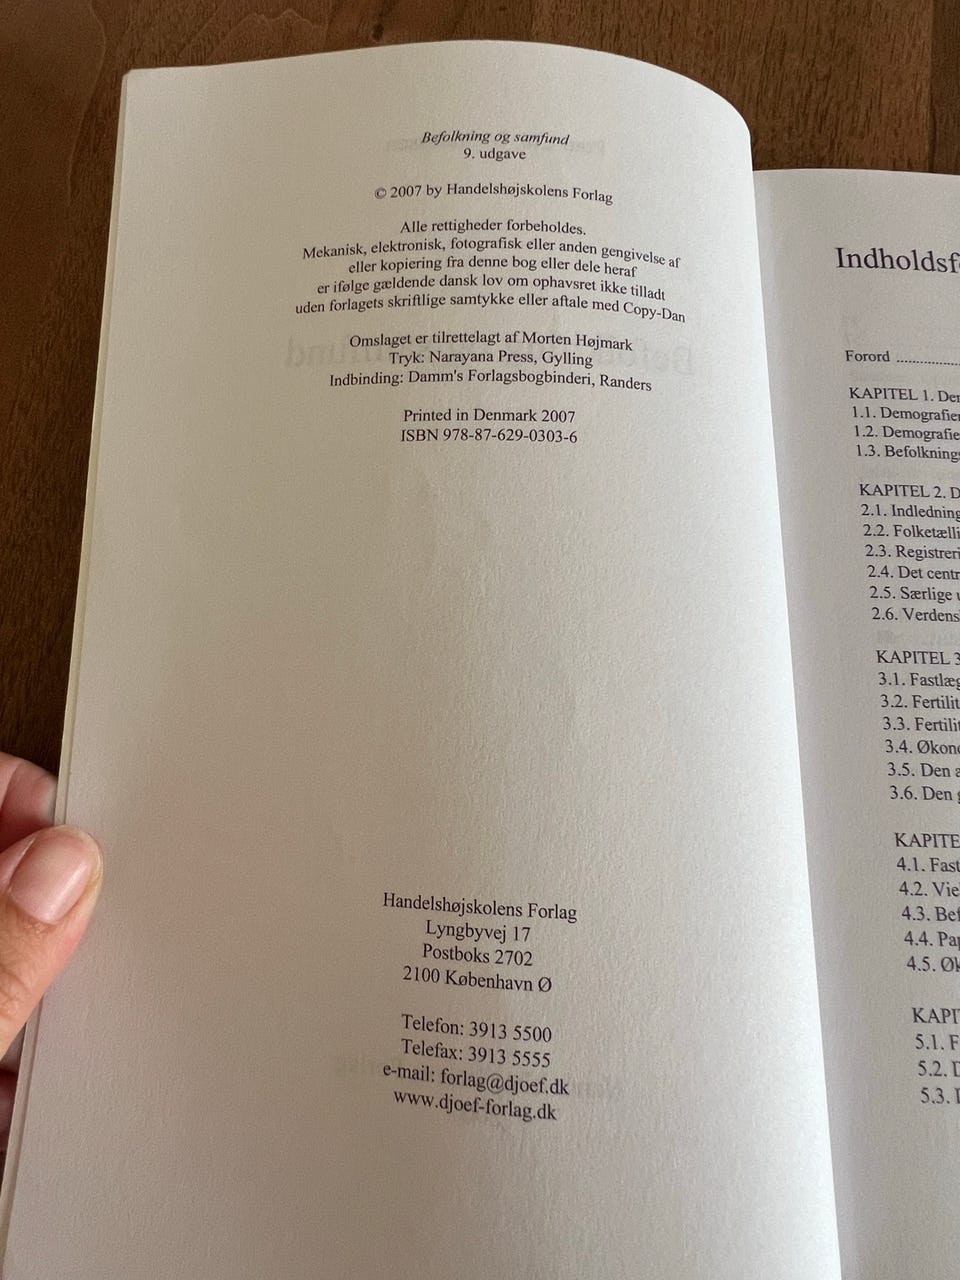 Befolkning og samfund
9. udgave
© 2007 by Handelshøjskolens Forlag
Alle rettigheder forbeholdes.
Mekanisk, elektronisk, fotografisk eller anden gengivelse af
eller kopiering fra denne bog eller dele heraf
er ifølge gældende dansk lov om ophavsret ikke tilladt
uden forlagets skriftlige samtykke eller aftale med Copy-Dan
Omslaget er tilrettelagt af Morten Højmark
Tryk: Narayana Press, Gylling
Indbinding: Damm's Forlagsbogbinderi, Randers
Printed in Denmark 2007
ISBN 978-87-629-0303-6
Handelshøjskolens Forlag
Lyngbyvej 17
Postboks 2702
2100 København Ø
Telefon: 3913 5500
Telefax: 3913 5555
e-mail: forlag@djoef.dk
www.djoef-forlag.dk
Indholdsf
Forord
KAPITEL 1. Der
1.1. Demografien
1.2. Demografie
1.3. Befolknings
KAPITEL 2. D
2.1. Indledning
2.2. Folketælli
2.3. Registreri
2.4. Det centr
2.5. Særlige
2.6. Verdens
KAPITEL 3
3.1. Fastlæg
3.2. Fertilit
3.3. Fertilit
3.4. Økono
3.5. Den
3.6. Den
KAPITE
4.1. Fast
4.2. Vie
4.3. Bef
4.4. Pap
4.5. Øk
KAPI
5.1. F
5.2. D
5.3.